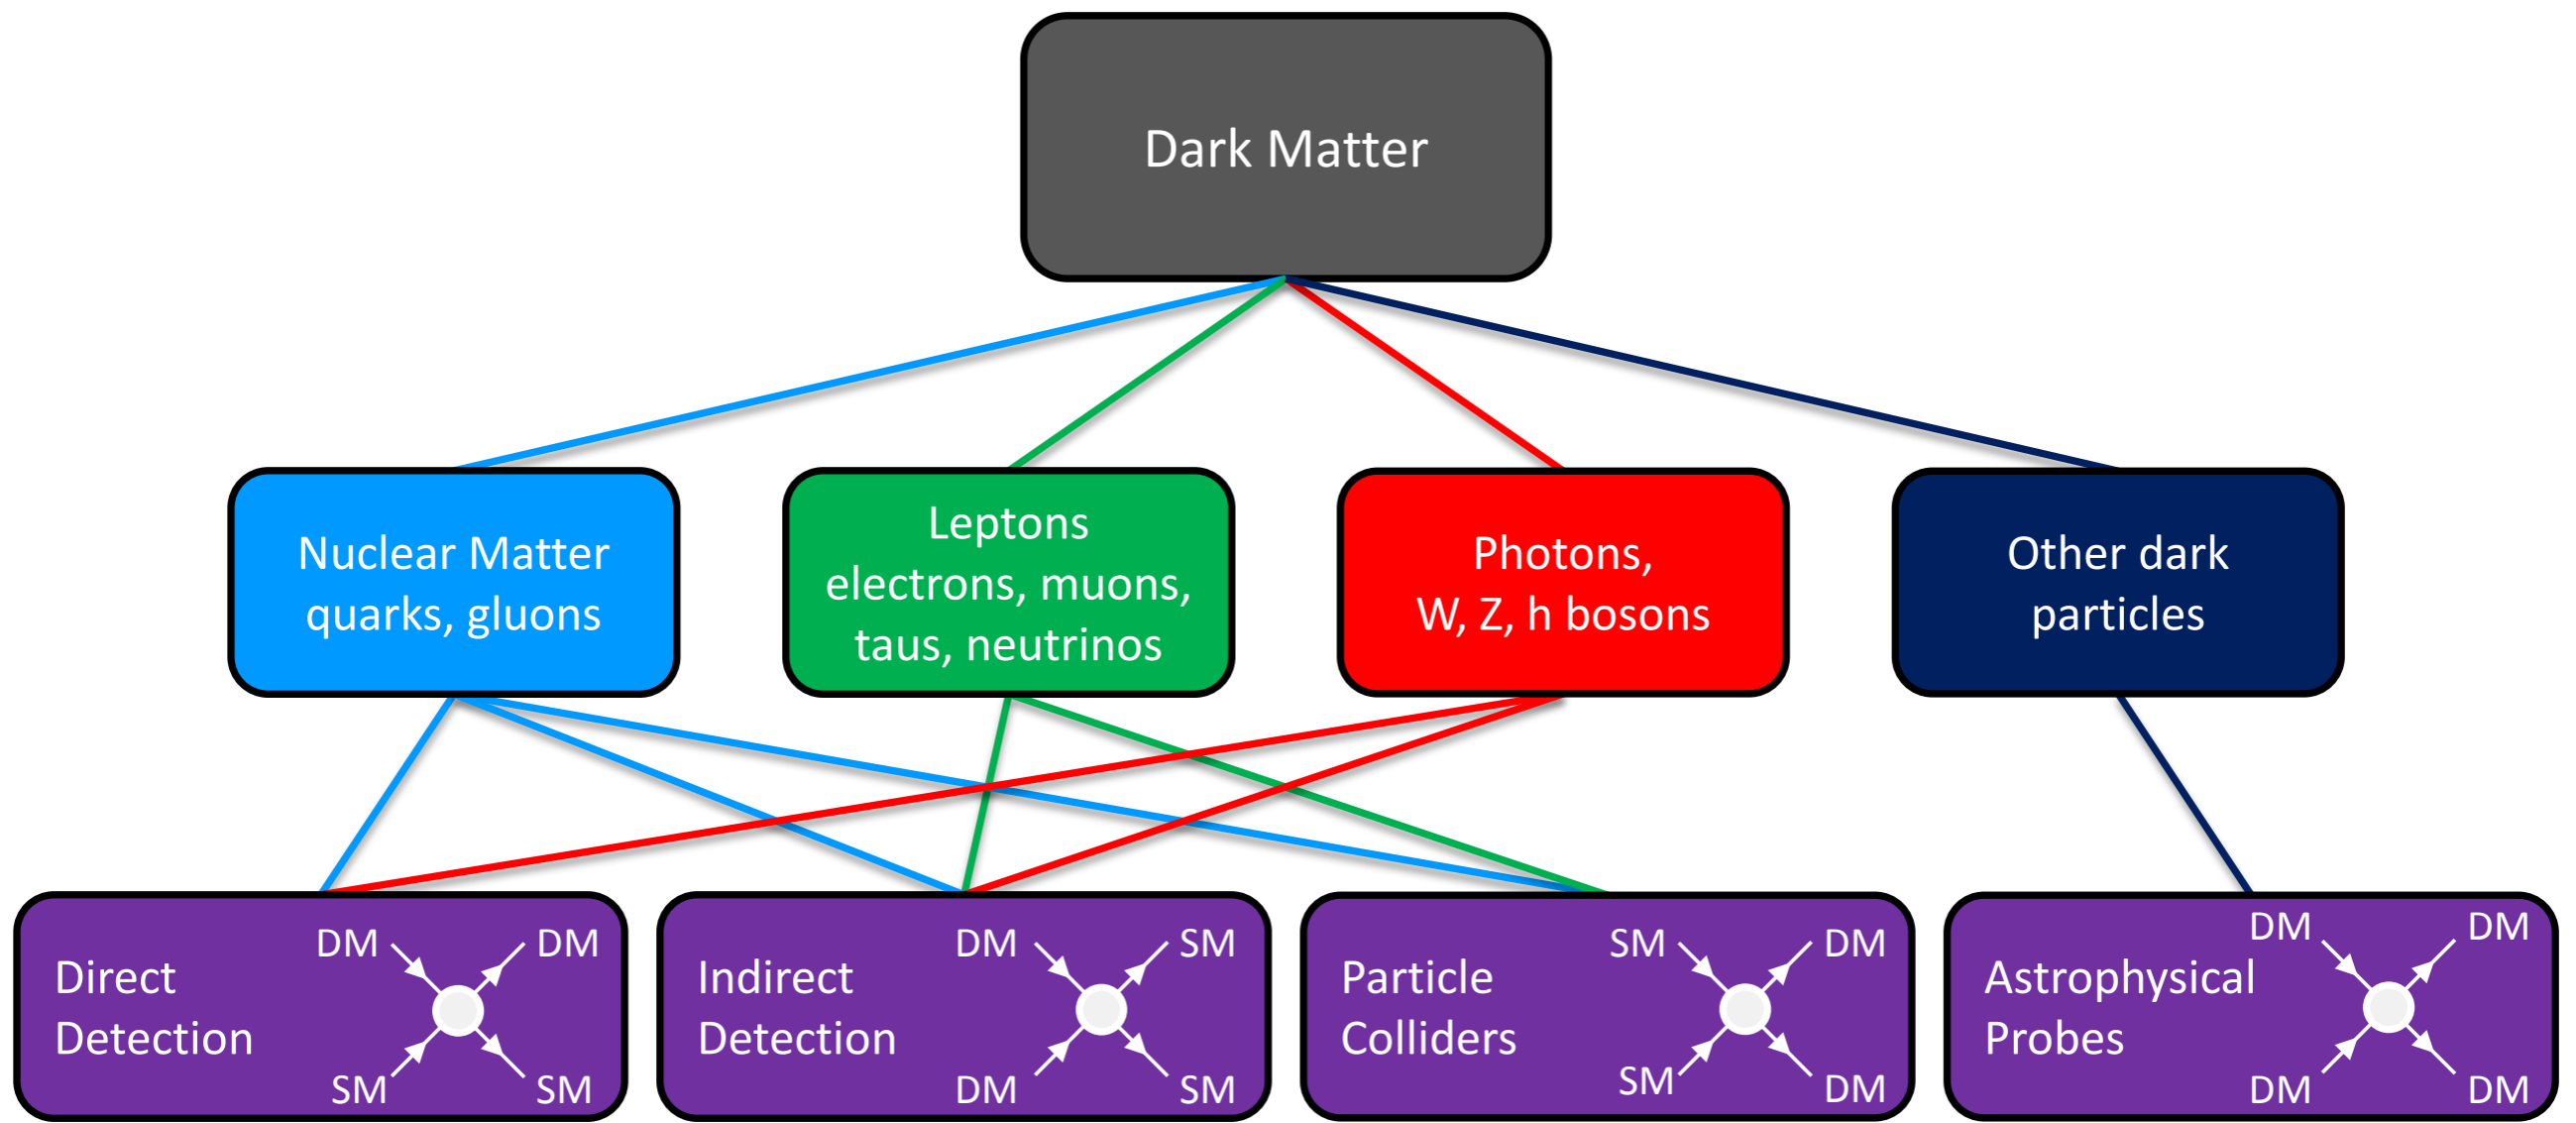 Dark Matter
Nuclear Matter
quarks, gluons
Leptons
electrons, muons,
taus, neutrinos
Photons,
W, Z, h bosons
Other dark
particles
Direct
Detection
DM
DM
SM
SM
Indirect
Detection
DM
SM
DM
SM
Particle
Colliders
SM
DM
SM
DM
Astrophysical
Probes
DM
DM
DM
DM